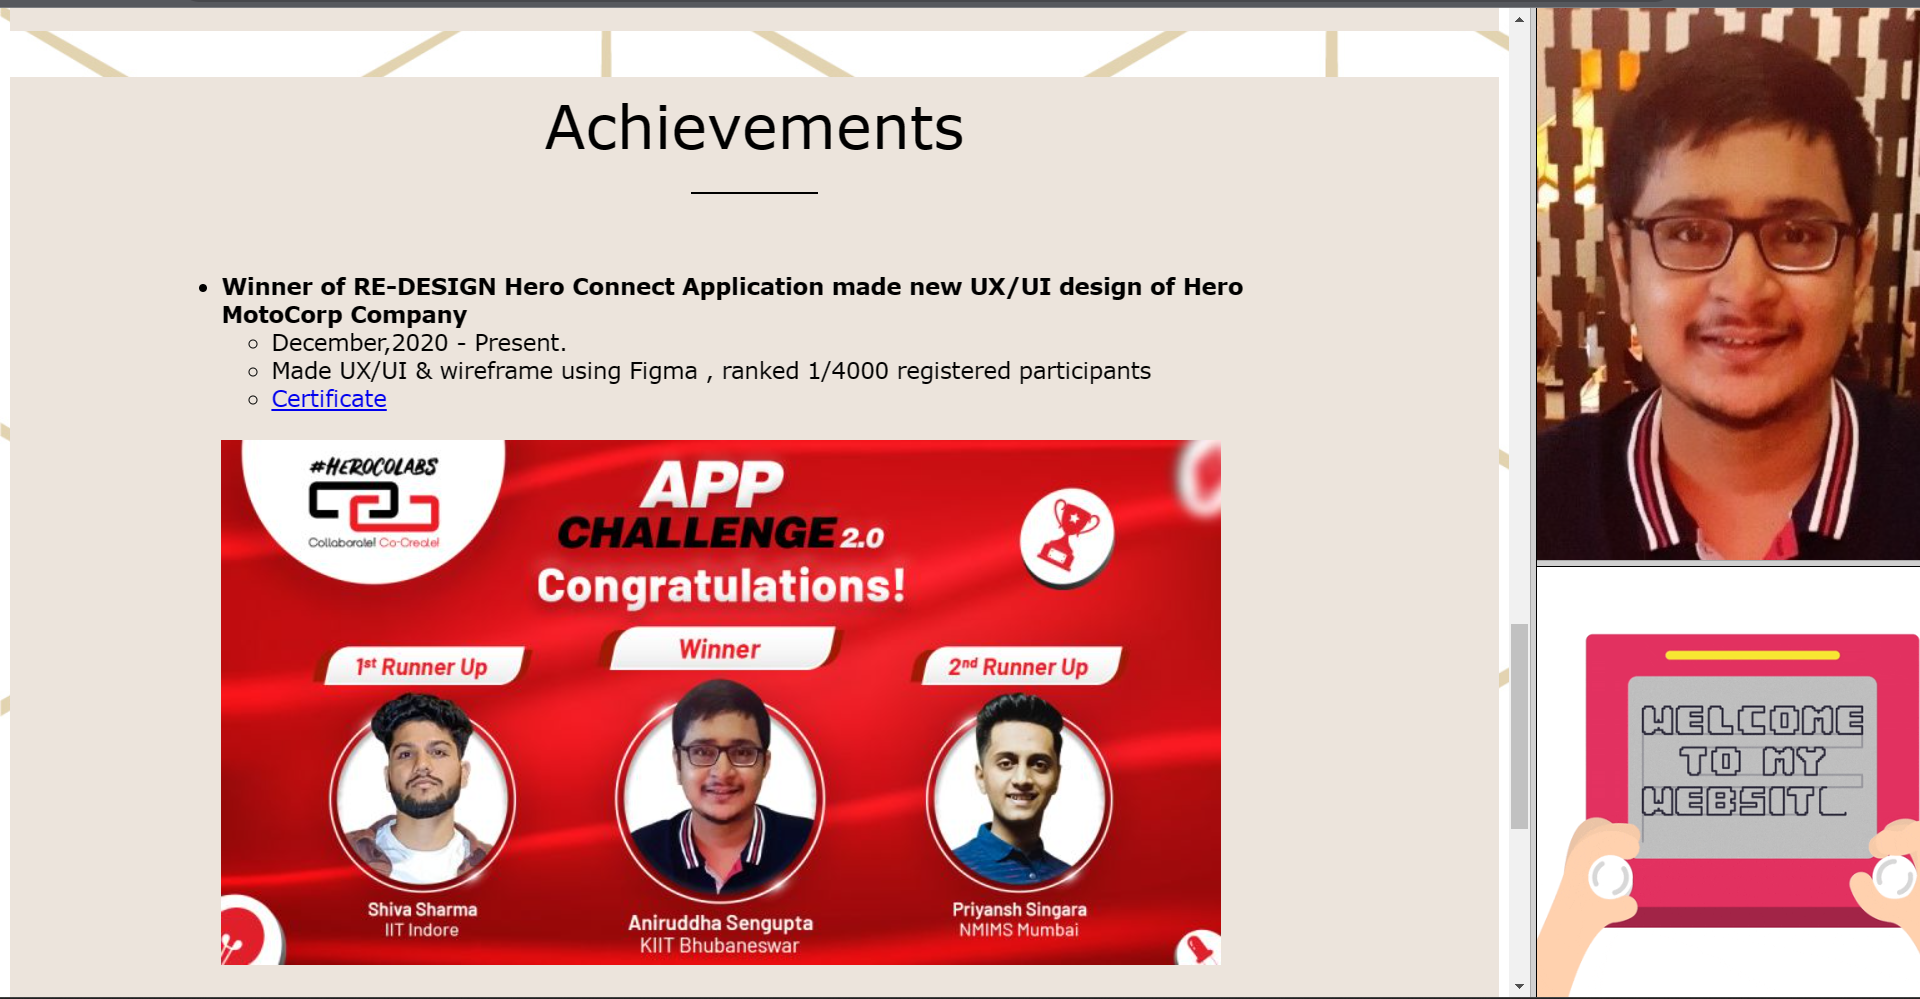 Achievements
Winner of RE-DESIGN Hero Connect Application made new UX/UI design of Hero
MotoCorp Company
December,2020 - Present.
Made UX/UI & wireframe using Figma , ranked 1/4000 registered participants
Certificate
#HEROCOLABS
Collaborate! Co-Create!
APP
CHALLENGE 2.0
Congratulations!
1st Runner Up
Winner
2nd Runner Up
Shiva Sharma
IIT Indore
Aniruddha Sengupta
KIIT Bhubaneswar
Priyansh Singara
NMIMS Mumbai
WELCOME
TO MY
WEBSIT